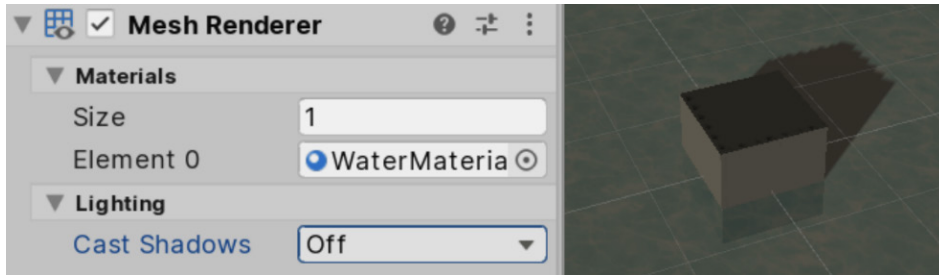 Mesh Renderer
Materials
Size 1
Element 0 WaterMateria
Lighting
Cast Shadows Off